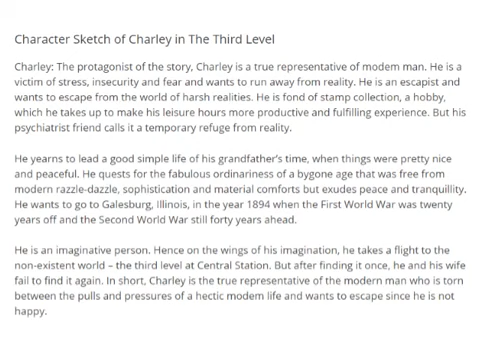 Character Sketch of Charley in The Third Level
Charley: The protagonist of the story, Charley is a true representative of modem man. He is a
victim of stress, insecurity and fear and wants to run away from reality. He is an escapist and
wants to escape from the world of harsh realities. He is fond of stamp collection, a hobby,
which he takes up to make his leisure hours more productive and fulfilling experience. But his
psychiatrist friend calls it a temporary refuge from reality.
He yearns to lead a good simple life of his grandfather's time, when things were pretty nice
and peaceful. He quests for the fabulous ordinariness of a bygone age that was free from
modern razzle-dazzle, sophistication and material comforts but exudes peace and tranquillity.
He wants to go to Galesburg, Illinois, in the year 1894 when the First World War was twenty
years off and the Second World War still forty years ahead.
He is an imaginative person. Hence on the wings of his imagination, he takes a flight to the
non-existent world – the third level at Central Station. But after finding it once, he and his wife
fail to find it again. In short, Charley is the true representative of the modern man who is torn
between the pulls and pressures of a hectic modem life and wants to escape since he is not
happy.